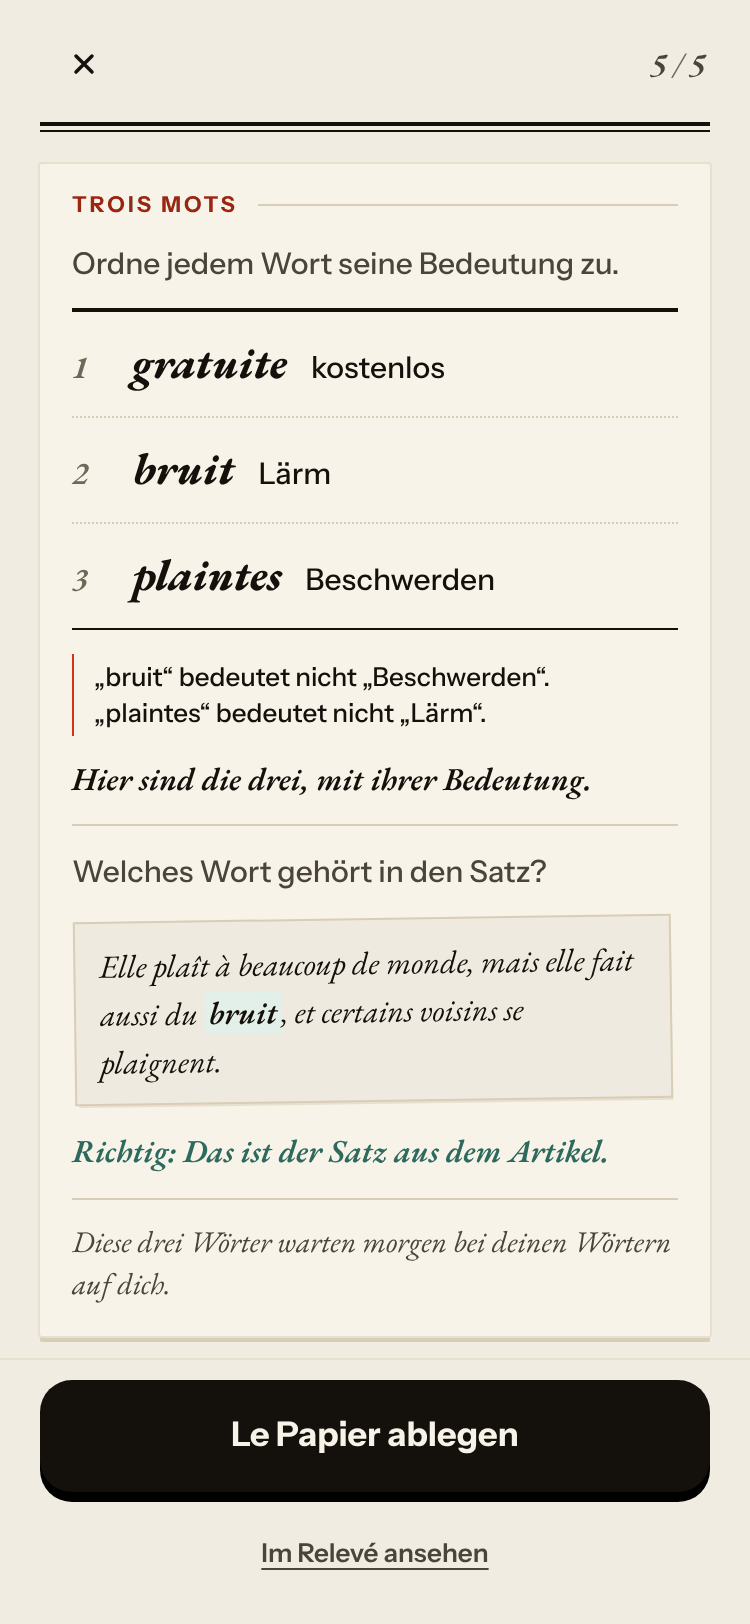 ×
5/5
TROIS MOTS
Ordne jedem Wort seine Bedeutung zu.
1 gratuite kostenlos
2 bruit Lärm
3 plaintes Beschwerden
„bruit“ bedeutet nicht „Beschwerden“.
„plaintes“ bedeutet nicht „Lärm“.
Hier sind die drei, mit ihrer Bedeutung.
Welches Wort gehört in den Satz?
Elle plaît à beaucoup de monde, mais elle fait
aussi du bruit, et certains voisins se
plaignent.
Richtig: Das ist der Satz aus dem Artikel.
Diese drei Wörter warten morgen bei deinen Wörtern
auf dich.
Le Papier ablegen
Im Relevé ansehen